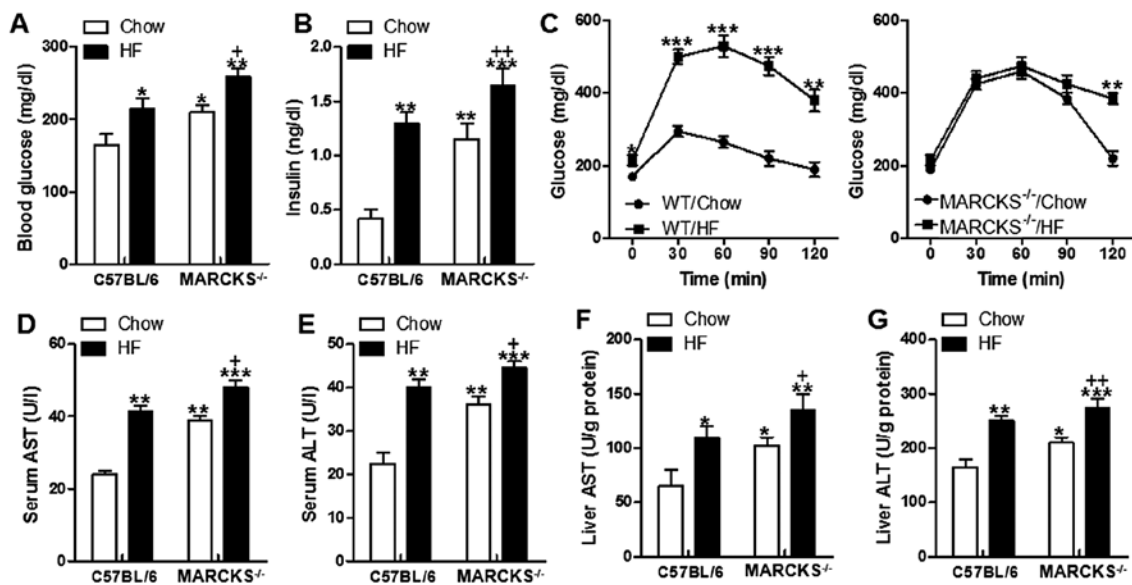 A
Chow
HF
Blood glucose (mg/dl)
300
200
150
0
*
*
+
**
C57BL/6
MARCKS-/-
B
Chow
HF
Insulin (ng/dl)
2.0
1.6
1.2
0.4
0.0
**
**
++
***
C57BL/6
MARCKS-/-
C
Glucose (mg/dl)
600
400
200
0
*
***
***
***
**
WT/Chow
WT/HF
0
30
60
90
120
Time (min)
Glucose (mg/dl)
600
400
200
0
**
MARCKS-/-/Chow
MARCKS-/-/HF
0
30
60
90
120
Time (min)
D
Chow
HF
Serum AST (U/l)
60
40
20
0
**
**
+
***
C57BL/6
MARCKS-/-
E
Chow
HF
Serum ALT (U/l)
50
40
30
10
0
**
**
+
***
C57BL/6
MARCKS-/-
F
Chow
HF
Liver AST (U/g protein)
200
150
100
50
0
*
*
+
**
C57BL/6
MARCKS-/-
G
Chow
HF
Liver ALT (U/g protein)
400
300
200
100
0
**
*
++
***
C57BL/6
MARCKS-/-